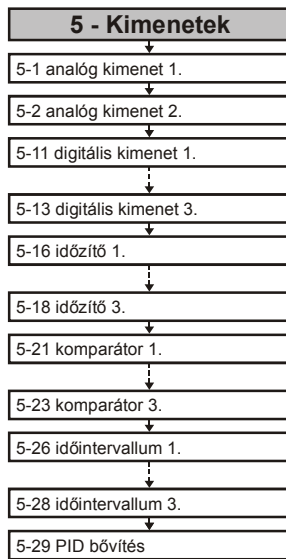 5 - Kimenetek
5-1 analóg kimenet 1.
5-2 analóg kimenet 2.
5-11 digitális kimenet 1.
5-13 digitális kimenet 3.
5-16 időzítő 1.
5-18 időzítő 3.
5-21 komparátor 1.
5-23 komparátor 3.
5-26 időintervallum 1.
5-28 időintervallum 3.
5-29 PID bővítés